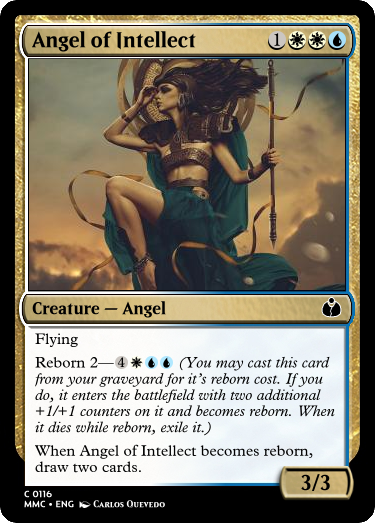 Angel of Intellect 1
Creature — Angel
Flying
Reborn 2—4 (You may cast this card
from your graveyard for it's reborn cost. If you
do, it enters the battlefield with two additional
+1/+1 counters on it and becomes reborn. When
it dies while reborn, exile it.)
When Angel of Intellect becomes reborn,
draw two cards.
3/3
C 0116
MMC • ENG Carlos Quevedo